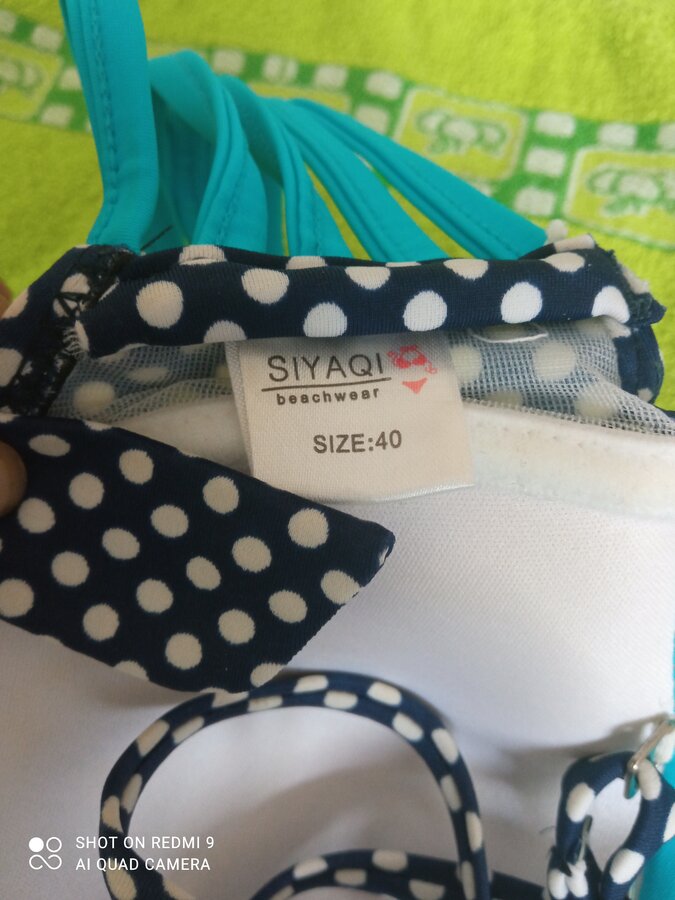 SIYAQI
beachwear
SIZE:40
SHOT ON REDMI 9
AI QUAD CAMERA